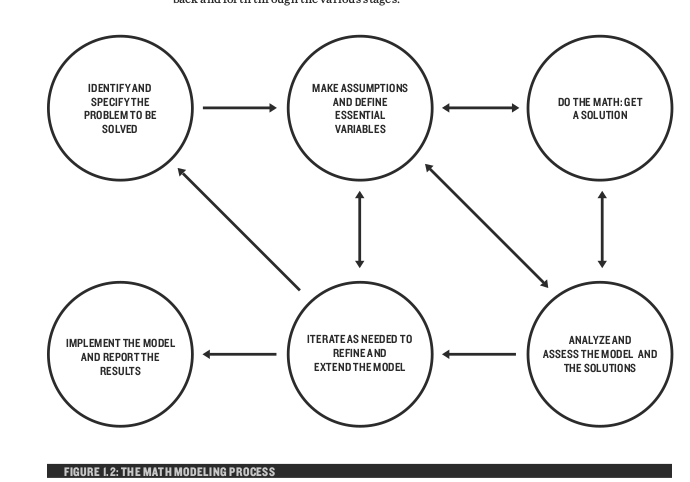 back and forth through the various stages.
IDENTIFY AND
SPECIFY THE
PROBLEM TO BE
SOLVED
MAKE ASSUMPTIONS
AND DEFINE
ESSENTIAL
VARIABLES
DO THE MATH: GET
A SOLUTION
IMPLEMENT THE MODEL
AND REPORT THE
RESULTS
ITERATE AS NEEDED TO
REFINE AND
EXTEND THE MODEL
ANALYZE AND
ASSESS THE MODEL AND
THE SOLUTIONS
FIGURE 1.2: THE MATH MODELING PROCESS